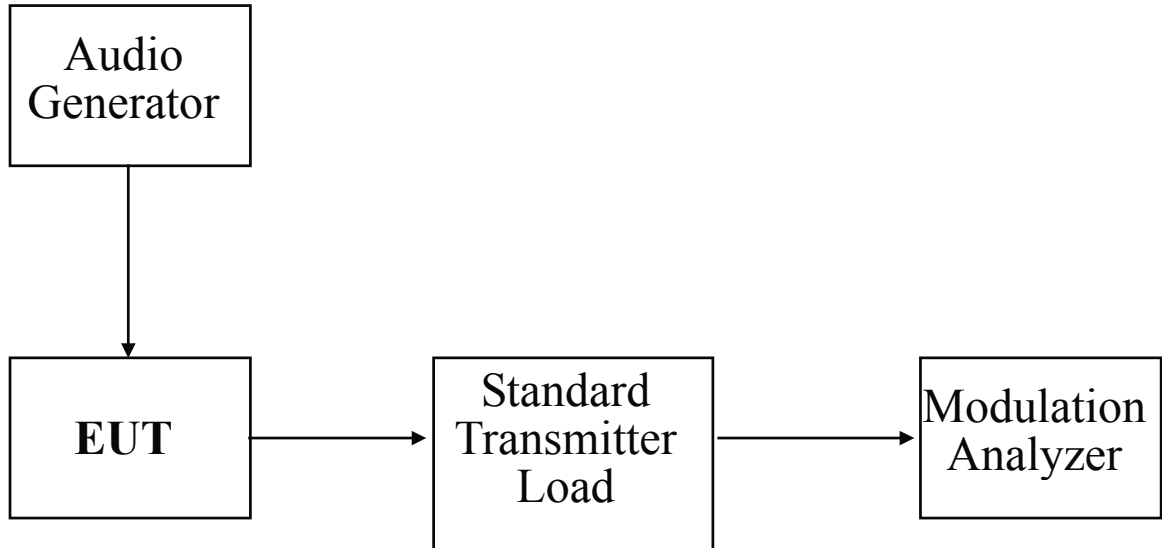 Audio
Generator
EUT
Standard
Transmitter
Load
Modulation
Analyzer